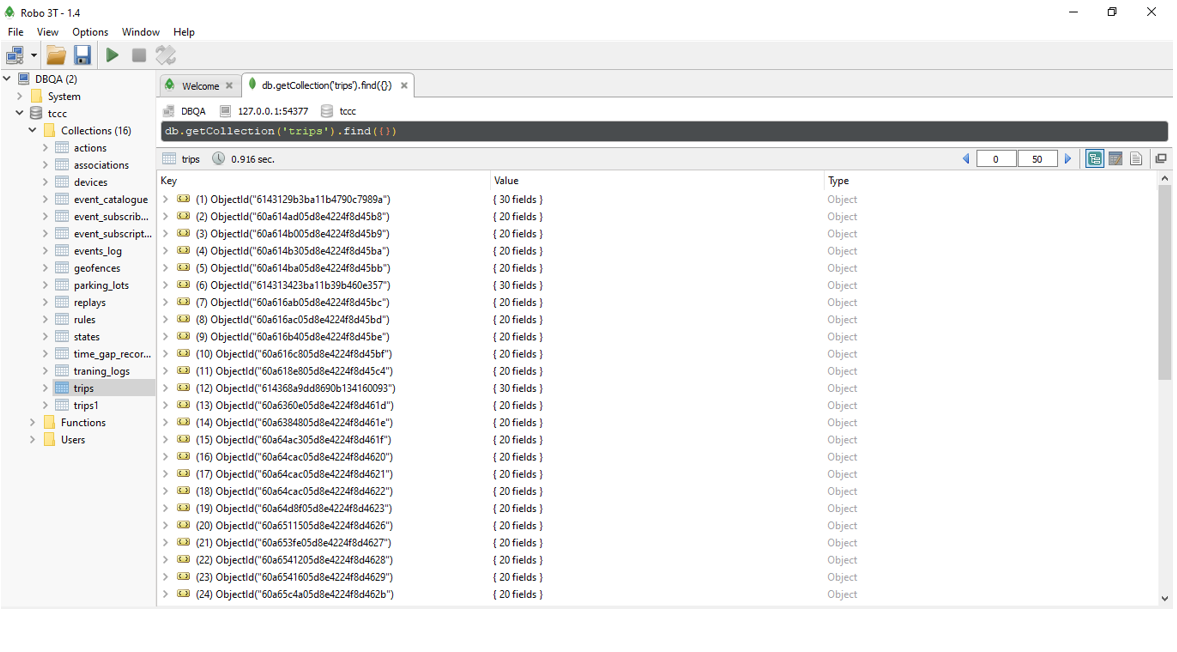 Robo 3T - 1.4
File View Options Window Help
DBQA (2)
System
tccc
Collections (16)
actions
associations
devices
event_catalogue
event_subscrib...
event_subscript...
events_log
geofences
parking_lots
replays
rules
states
time_gap_recor...
traning_logs
trips
trips1
Functions
Users
Welcome
db.getCollection('trips').find({})
DBQA 127.0.0.1:54377 tccc
db.getCollection('trips').find({})
trips 0.916 sec. 0 50
Key Value Type
(1) ObjectId("6143129b3ba11b4790c7989a") { 30 fields } Object
(2) ObjectId("60a614ad05d8e4224f8d45b8") { 20 fields } Object
(3) ObjectId("60a614b005d8e4224f8d45b9") { 20 fields } Object
(4) ObjectId("60a614b305d8e4224f8d45ba") { 20 fields } Object
(5) ObjectId("60a614ba05d8e4224f8d45bb") { 20 fields } Object
(6) ObjectId("614313423ba11b39b460e357") { 30 fields } Object
(7) ObjectId("60a616ab05d8e4224f8d45bc") { 20 fields } Object
(8) ObjectId("60a616ac05d8e4224f8d45bd") { 20 fields } Object
(9) ObjectId("60a616b405d8e4224f8d45be") { 20 fields } Object
(10) ObjectId("60a616c805d8e4224f8d45bf") { 20 fields } Object
(11) ObjectId("60a618e805d8e4224f8d45c4") { 20 fields } Object
(12) ObjectId("614368a9dd8690b134160093") { 30 fields } Object
(13) ObjectId("60a6360e05d8e4224f8d461d") { 20 fields } Object
(14) ObjectId("60a6384805d8e4224f8d461e") { 20 fields } Object
(15) ObjectId("60a64ac305d8e4224f8d461f") { 20 fields } Object
(16) ObjectId("60a64cac05d8e4224f8d4620") { 20 fields } Object
(17) ObjectId("60a64cac05d8e4224f8d4621") { 20 fields } Object
(18) ObjectId("60a64cac05d8e4224f8d4622") { 20 fields } Object
(19) ObjectId("60a64d8f05d8e4224f8d4623") { 20 fields } Object
(20) ObjectId("60a6511505d8e4224f8d4626") { 20 fields } Object
(21) ObjectId("60a653fe05d8e4224f8d4627") { 20 fields } Object
(22) ObjectId("60a6541205d8e4224f8d4628") { 20 fields } Object
(23) ObjectId("60a6541605d8e4224f8d4629") { 20 fields } Object
(24) ObjectId("60a65c4a05d8e4224f8d462b") { 20 fields } Object